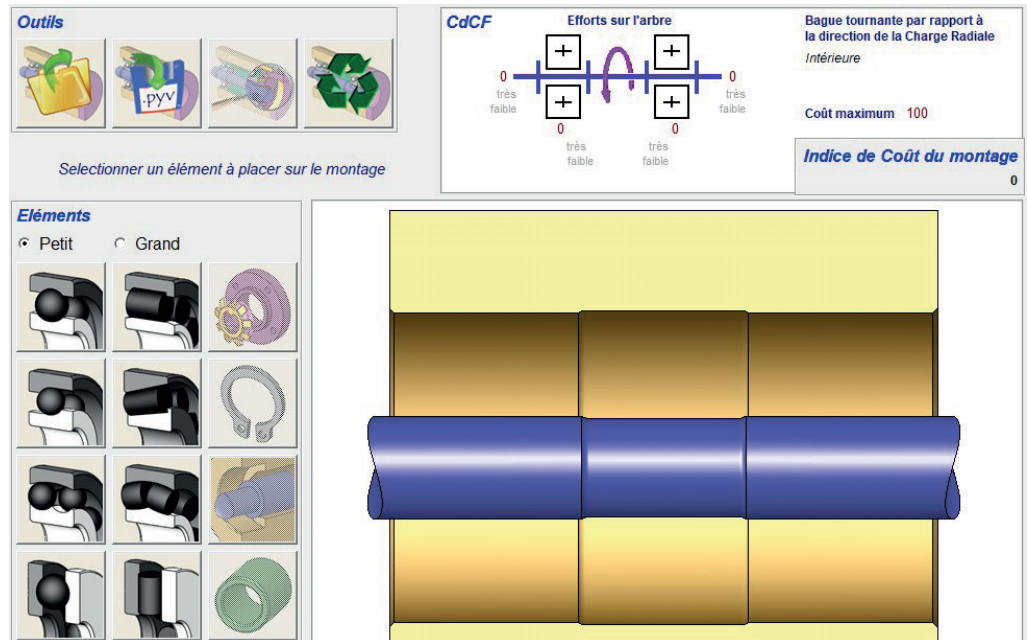 Outils
.PYV
Selectionner un élément à placer sur le montage
CdCF
Efforts sur l'arbre
0
très
faible
0
très
faible
0
très
faible
0
très
faible
Bague tournante par rapport à
la direction de la Charge Radiale
Intérieure
Coût maximum 100
Indice de Coût du montage
0
Eléments
Petit
Grand